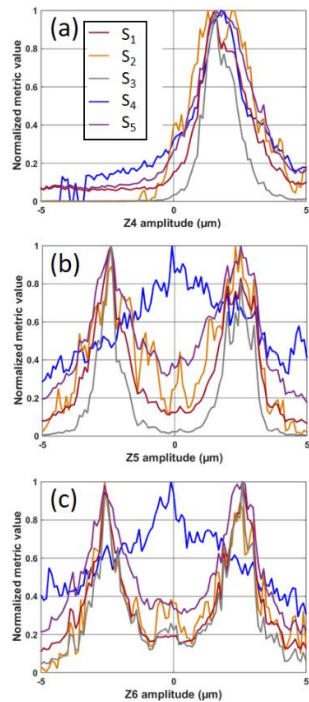 (a)
S1
S2
S3
S4
S5
Normalized metric value
1
0.8
0.6
0.4
0.2
0
-5 0 5
Z4 amplitude (μm)
(b)
Normalized metric value
1
0.8
0.6
0.4
0.2
0
-5 0 5
Z5 amplitude (μm)
(c)
Normalized metric value
1
0.8
0.6
0.4
0.2
0
-5 0 5
Z6 amplitude (μm)